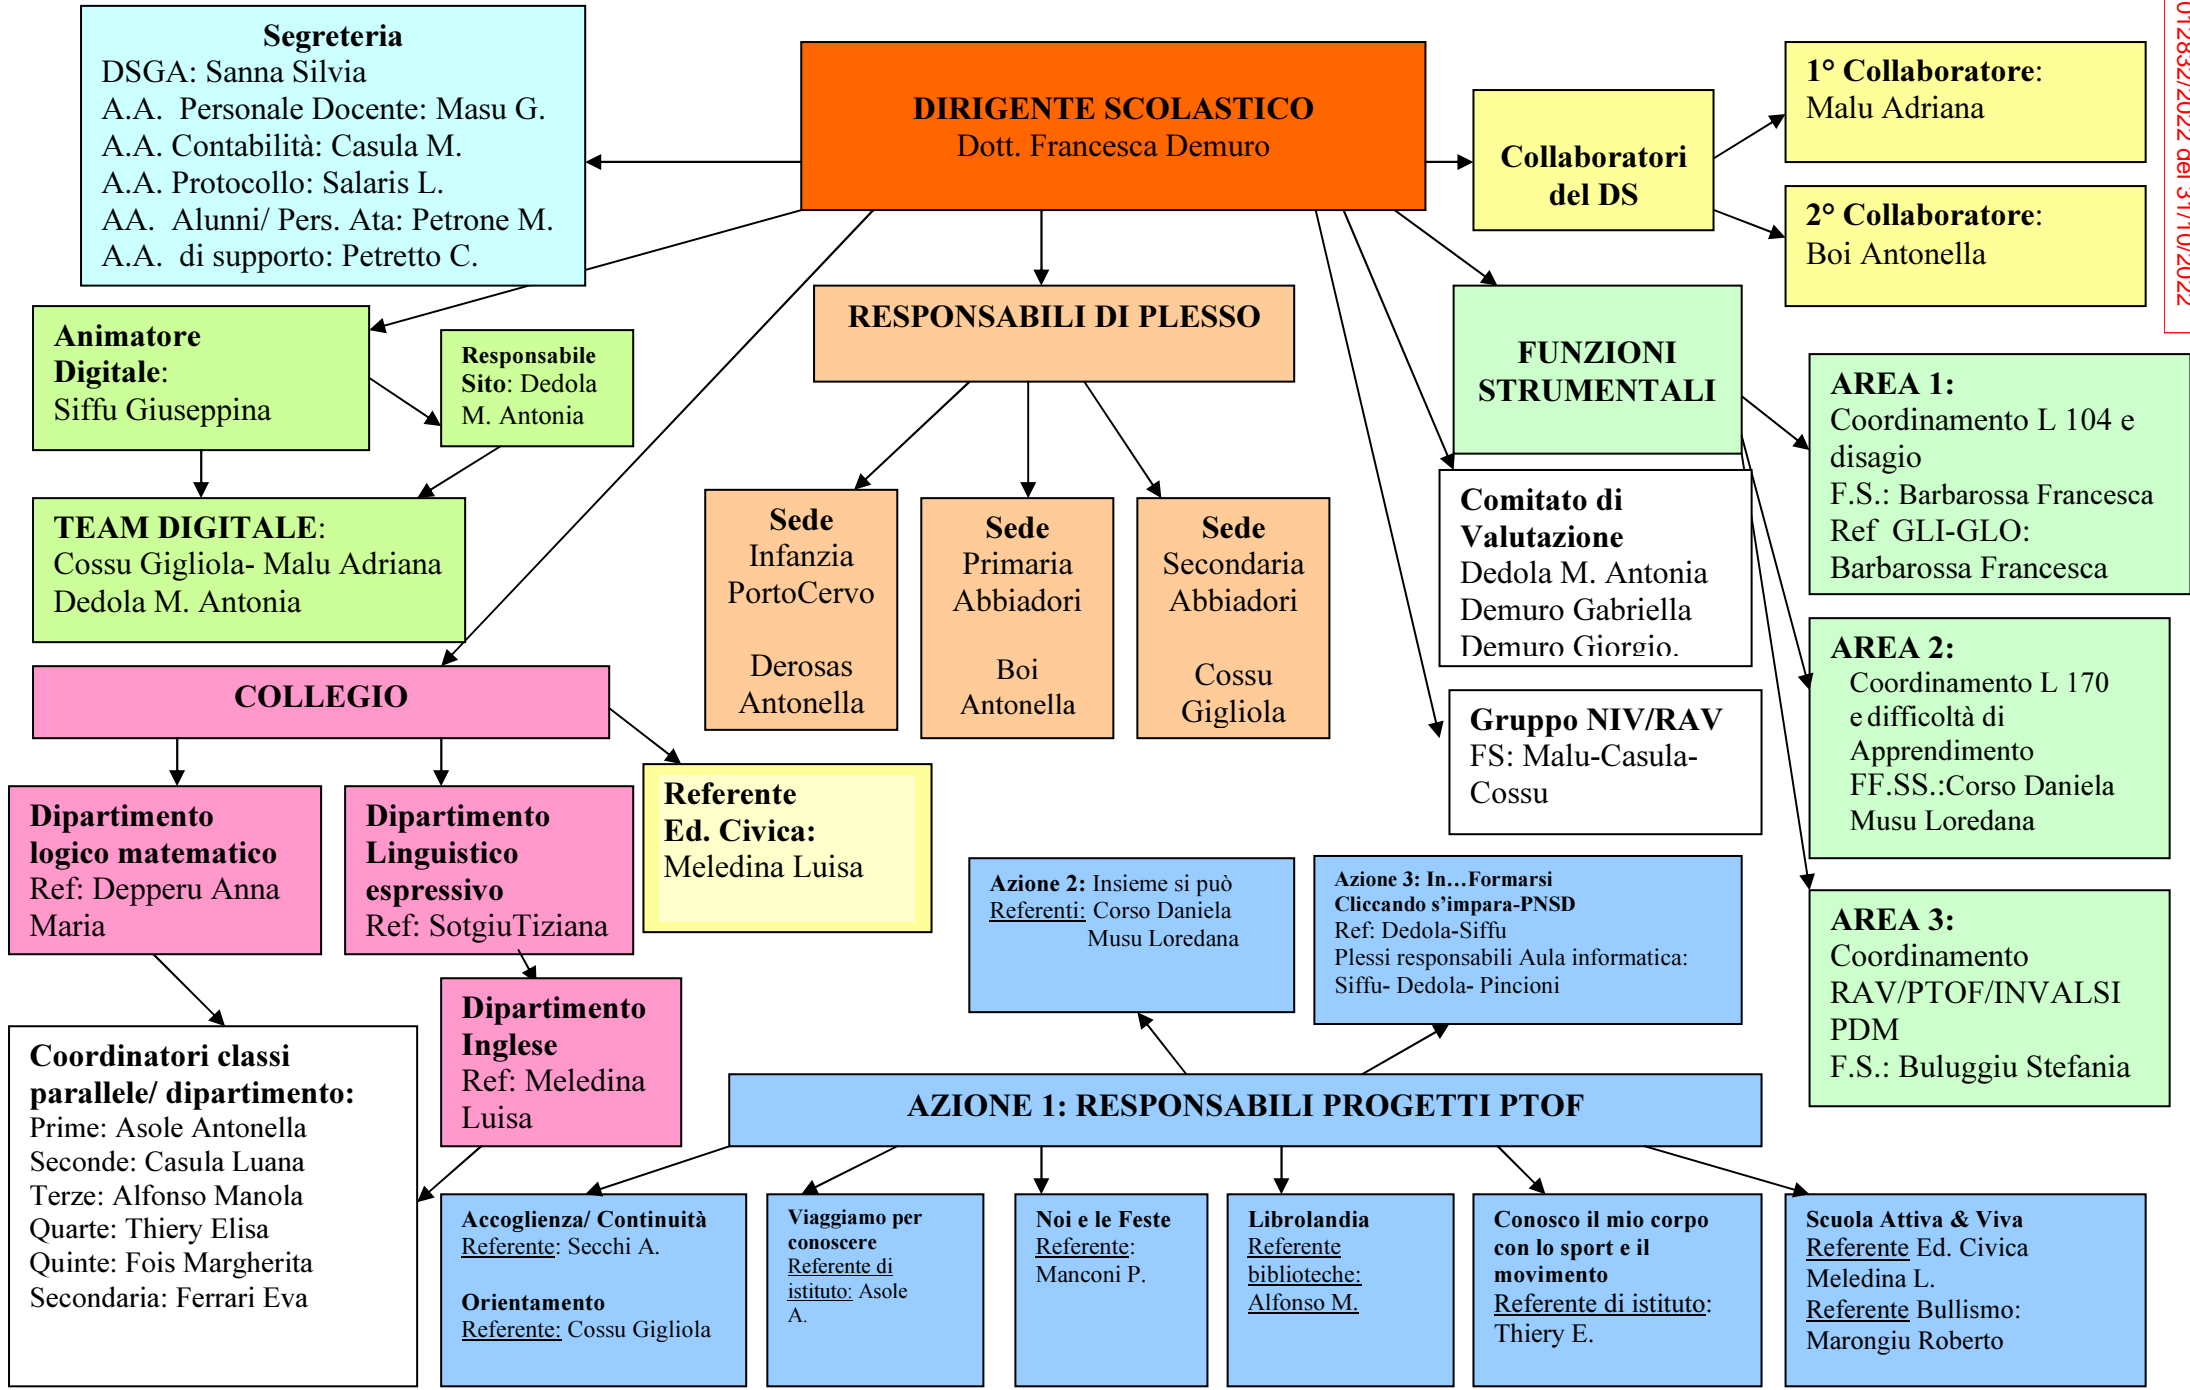 Segreteria
DSGA: Sanna Silvia
A.A.  Personale Docente: Masu G.
A.A. Contabilità: Casula M.
A.A. Protocollo: Salaris L.
AA.  Alunni/ Pers. Ata: Petrone M.
A.A.  di supporto: Petretto C.
DIRIGENTE SCOLASTICO
Dott. Francesca Demuro
Collaboratori
del DS
1° Collaboratore:
Malu Adriana
2° Collaboratore:
Boi Antonella
2832/2022 del 31/10/2022
Animatore
Digitale:
Siffu Giuseppina
Responsabile
Sito: Dedola
M. Antonia
TEAM DIGITALE:
Cossu Gigliola- Malu Adriana
Dedola M. Antonia
RESPONSABILI DI PLESSO
Sede
Infanzia
PortoCervo
Derosas
Antonella
Sede
Primaria
Abbiadori
Boi
Antonella
Sede
Secondaria
Abbiadori
Cossu
Gigliola
FUNZIONI
STRUMENTALI
Comitato di
Valutazione
Dedola M. Antonia
Demuro Gabriella
Demuro Giorgio.
Gruppo NIV/RAV
FS: Malu-Casula-
Cossu
AREA 1:
Coordinamento L 104 e
disagio
F.S.: Barbarossa Francesca
Ref  GLI-GLO:
Barbarossa Francesca
AREA 2:
Coordinamento L 170
e difficoltà di
Apprendimento
FF.SS.:Corso Daniela
Musu Loredana
AREA 3:
Coordinamento
RAV/PTOF/INVALSI
PDM
F.S.: Buluggiu Stefania
COLLEGIO
Dipartimento
logico matematico
Ref: Depperu Anna
Maria
Dipartimento
Linguistico
espressivo
Ref: SotgiuTiziana
Referente
Ed. Civica:
Meledina Luisa
Dipartimento
Inglese
Ref: Meledina
Luisa
Coordinatori classi
parallele/ dipartimento:
Prime: Asole Antonella
Seconde: Casula Luana
Terze: Alfonso Manola
Quarte: Thiery Elisa
Quinte: Fois Margherita
Secondaria: Ferrari Eva
Azione 2: Insieme si può
Referenti: Corso Daniela
Musu Loredana
Azione 3: In…Formarsi
Cliccando s’impara-PNSD
Ref: Dedola-Siffu
Plessi responsabili Aula informatica:
Siffu- Dedola- Pincioni
AZIONE 1: RESPONSABILI PROGETTI PTOF
Accoglienza/ Continuità
Referente: Secchi A.
Orientamento
Referente: Cossu Gigliola
Viaggiamo per
conoscere
Referente di
istituto: Asole
A.
Noi e le Feste
Referente:
Manconi P.
Librolandia
Referente
biblioteche:
Alfonso M.
Conosco il mio corpo
con lo sport e il
movimento
Referente di istituto:
Thiery E.
Scuola Attiva & Viva
Referente Ed. Civica
Meledina L.
Referente Bullismo:
Marongiu Roberto